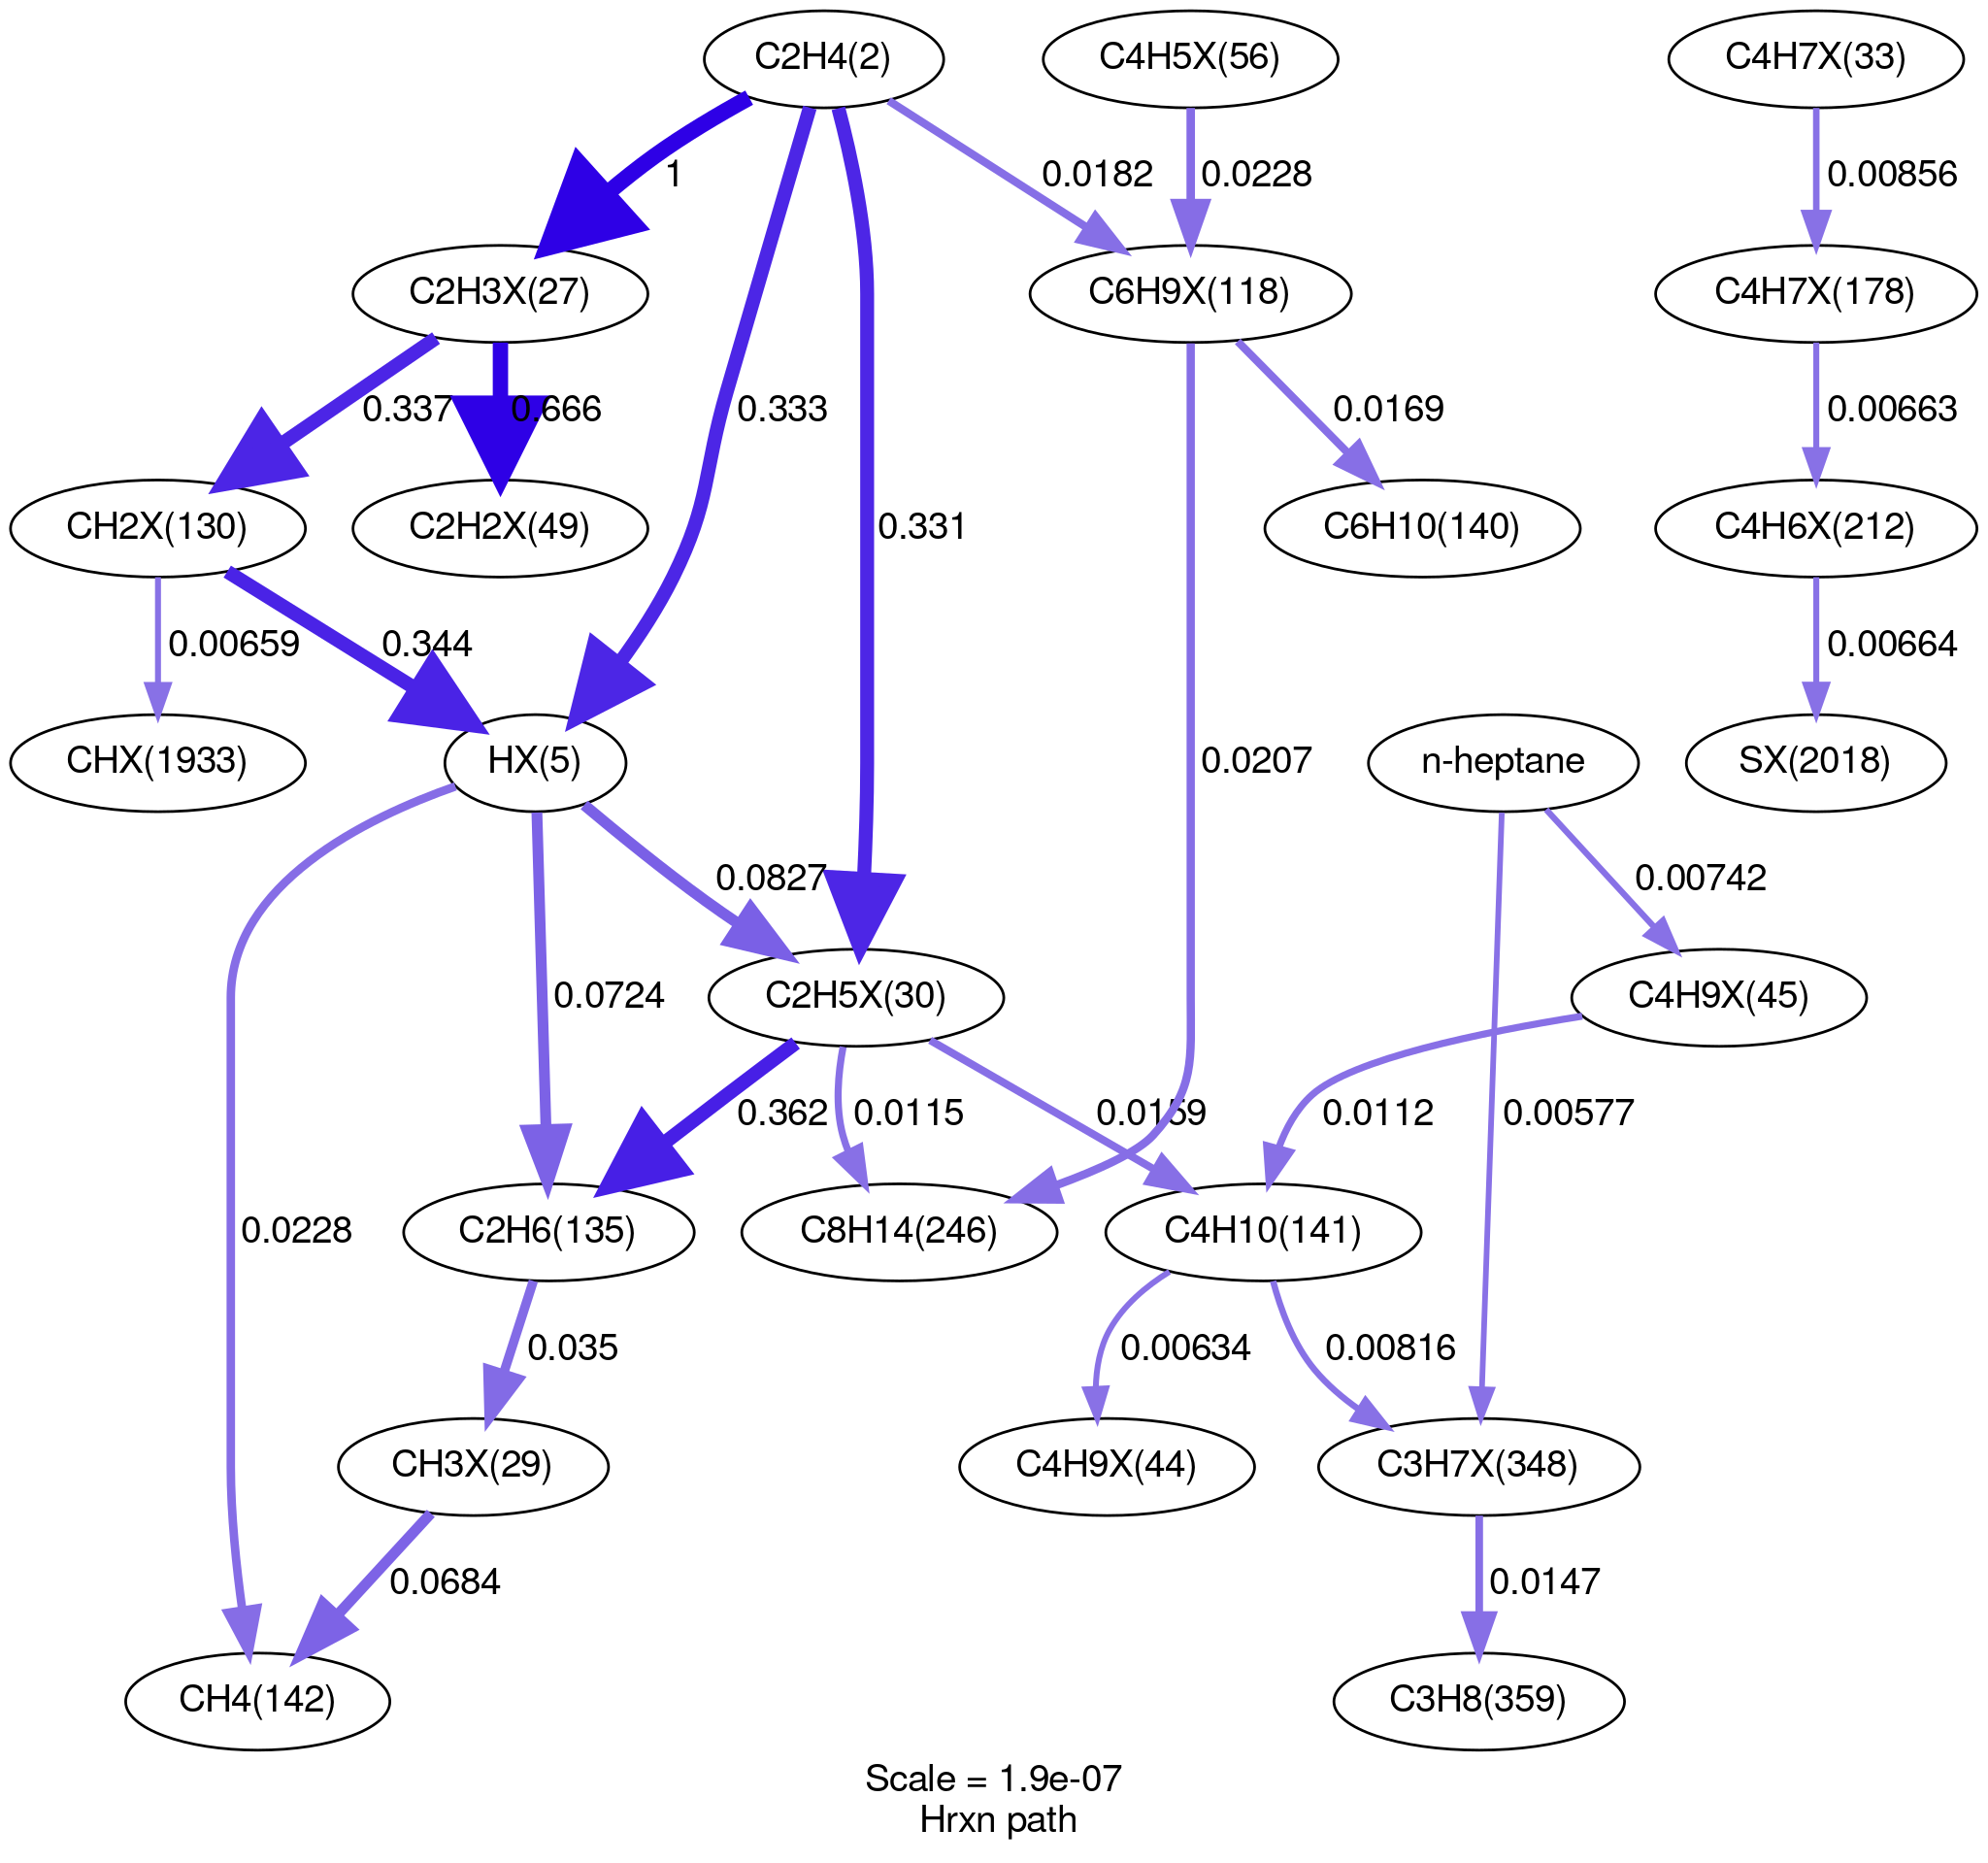 C2H4(2)
C4H5X(56)
C4H7X(33)
1
0.0182
0.0228
0.00856
C2H3X(27)
C6H9X(118)
C4H7X(178)
0.337
0.666
0.333
0.0169
0.00663
CH2X(130)
C2H2X(49)
0.331
C6H10(140)
C4H6X(212)
0.00659
0.344
0.00664
CHX(1933)
HX(5)
0.0207
n-heptane
SX(2018)
0.0827
0.00742
0.0724
C2H5X(30)
C4H9X(45)
0.362
0.0115
0.0159
0.0112
0.00577
0.0228
C2H6(135)
C8H14(246)
C4H10(141)
0.035
0.00634
0.00816
CH3X(29)
C4H9X(44)
C3H7X(348)
0.0684
0.0147
CH4(142)
C3H8(359)
Scale = 1.9e-07
Hrxn path